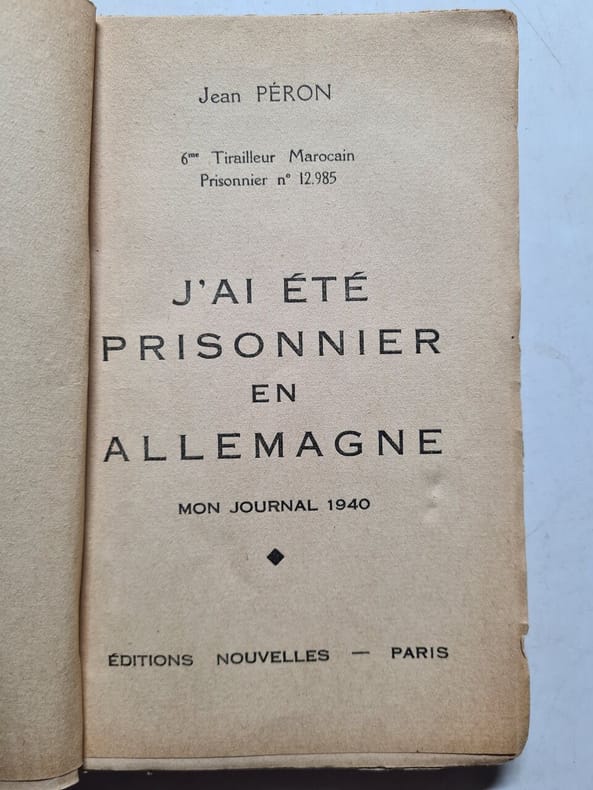 Jean PÉRON
6me Tirailleur Marocain
Prisonnier n° 12.985
J'AI ÉTÉ
PRISONNIER
EN
ALLEMAGNE
MON JOURNAL 1940
ÉDITIONS NOUVELLES — PARIS